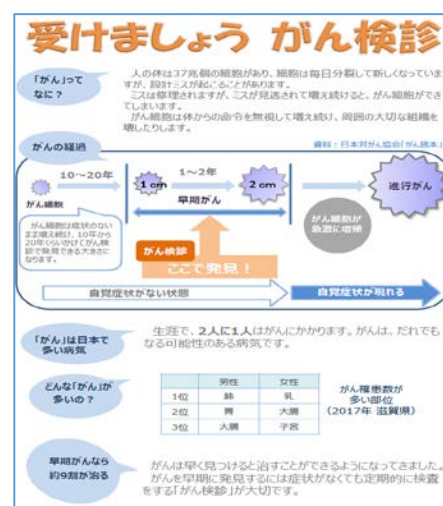 受けましょう がん検診
「がん」って
なに？
人の体は37兆個の細胞があり、細胞は毎日分裂して新しくなっていま
すが、設計ミスが起こることがあります。
ミスは修理されますが、ミスが見逃されて増え続けると、がん細胞ができ
てしまいます。
がん細胞は体からの命令を無視して増え続け、周囲の大切な組織を
壊したりします。
がんの経過
資料：日本対がん協会「がん読本」
10～20年
1cm
1～2年
2cm
進行がん
がん細胞
早期がん
がん細胞は症状のない
まま増え続け、10年から
20年くらいかけてがん検
診で発見できる大きさに
なります。
がん細胞が
急激に増殖
がん検診
ここで発見！
自覚症状がない状態
自覚症状が現れる
「がん」は日本で
多い病気
生涯で、2人に1人はがんにかかります。がんは、だれでも
なる可能性のある病気です。
どんな「がん」が
多いの？
男性 女性
1位 肺 乳
2位 胃 大腸
3位 大腸 子宮
がん罹患数が
多い部位
（2017年 滋賀県）
早期がんなら
約9割が治る
がんは早く見つけると治すことができるようになってきました。
がんを早期に発見するには症状がなくても定期的に検査
をする「がん検診」が大切です。